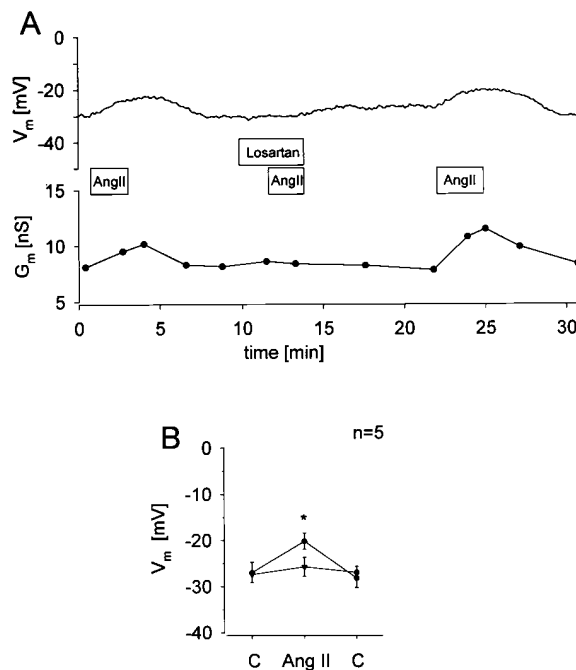 A
0
-20
-40
V_m [mV]
Losartan
AngII
AngII
AngII
15
10
5
G_m [nS]
0 5 10 15 20 25 30
time [min]
B
n=5
0
-10
-20
-30
-40
V_m [mV]
*
C Ang II C